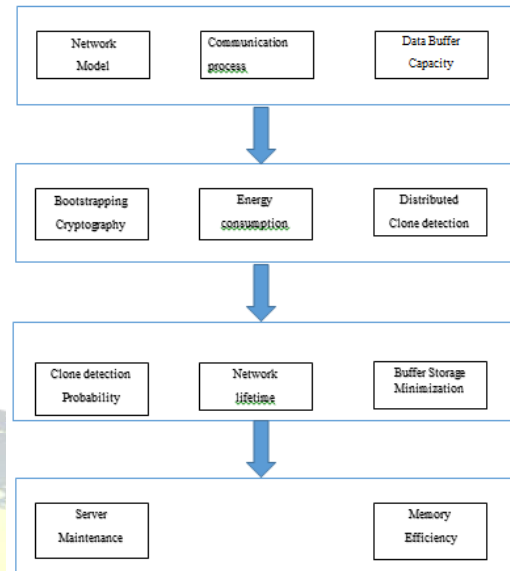 Network
Model
Communication
process
Data Buffer
Capacity
Bootstrapping
Cryptography
Energy
consumption.
Distributed
Clone detection
Clone detection
Probability
Network
lifetime
Buffer Storage
Minimization
Server
Maintenance
Memory
Efficiency